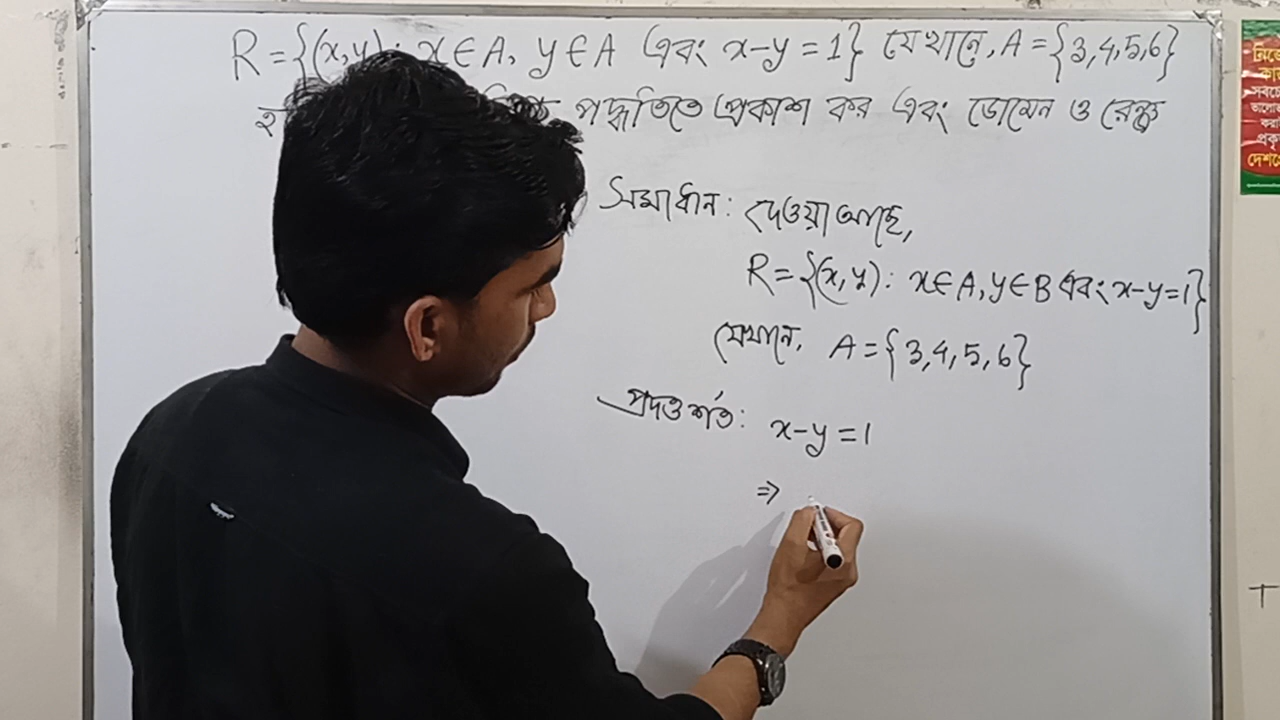 R = {(x, y): x∈A, y∈A এবং x-y = 1} যেখানে, A = {3,4,5,6}
পদ্ধতিতে প্রকাশ কর এবং ডোমেন ও রেঞ্জ
সমাধান: দেওয়া আছে,
R = {(x, y): x∈A, y∈B এবং x-y=1}
যেখানে, A = {3,4,5,6}
প্রদত্ত শর্ত: x-y = 1
⇒